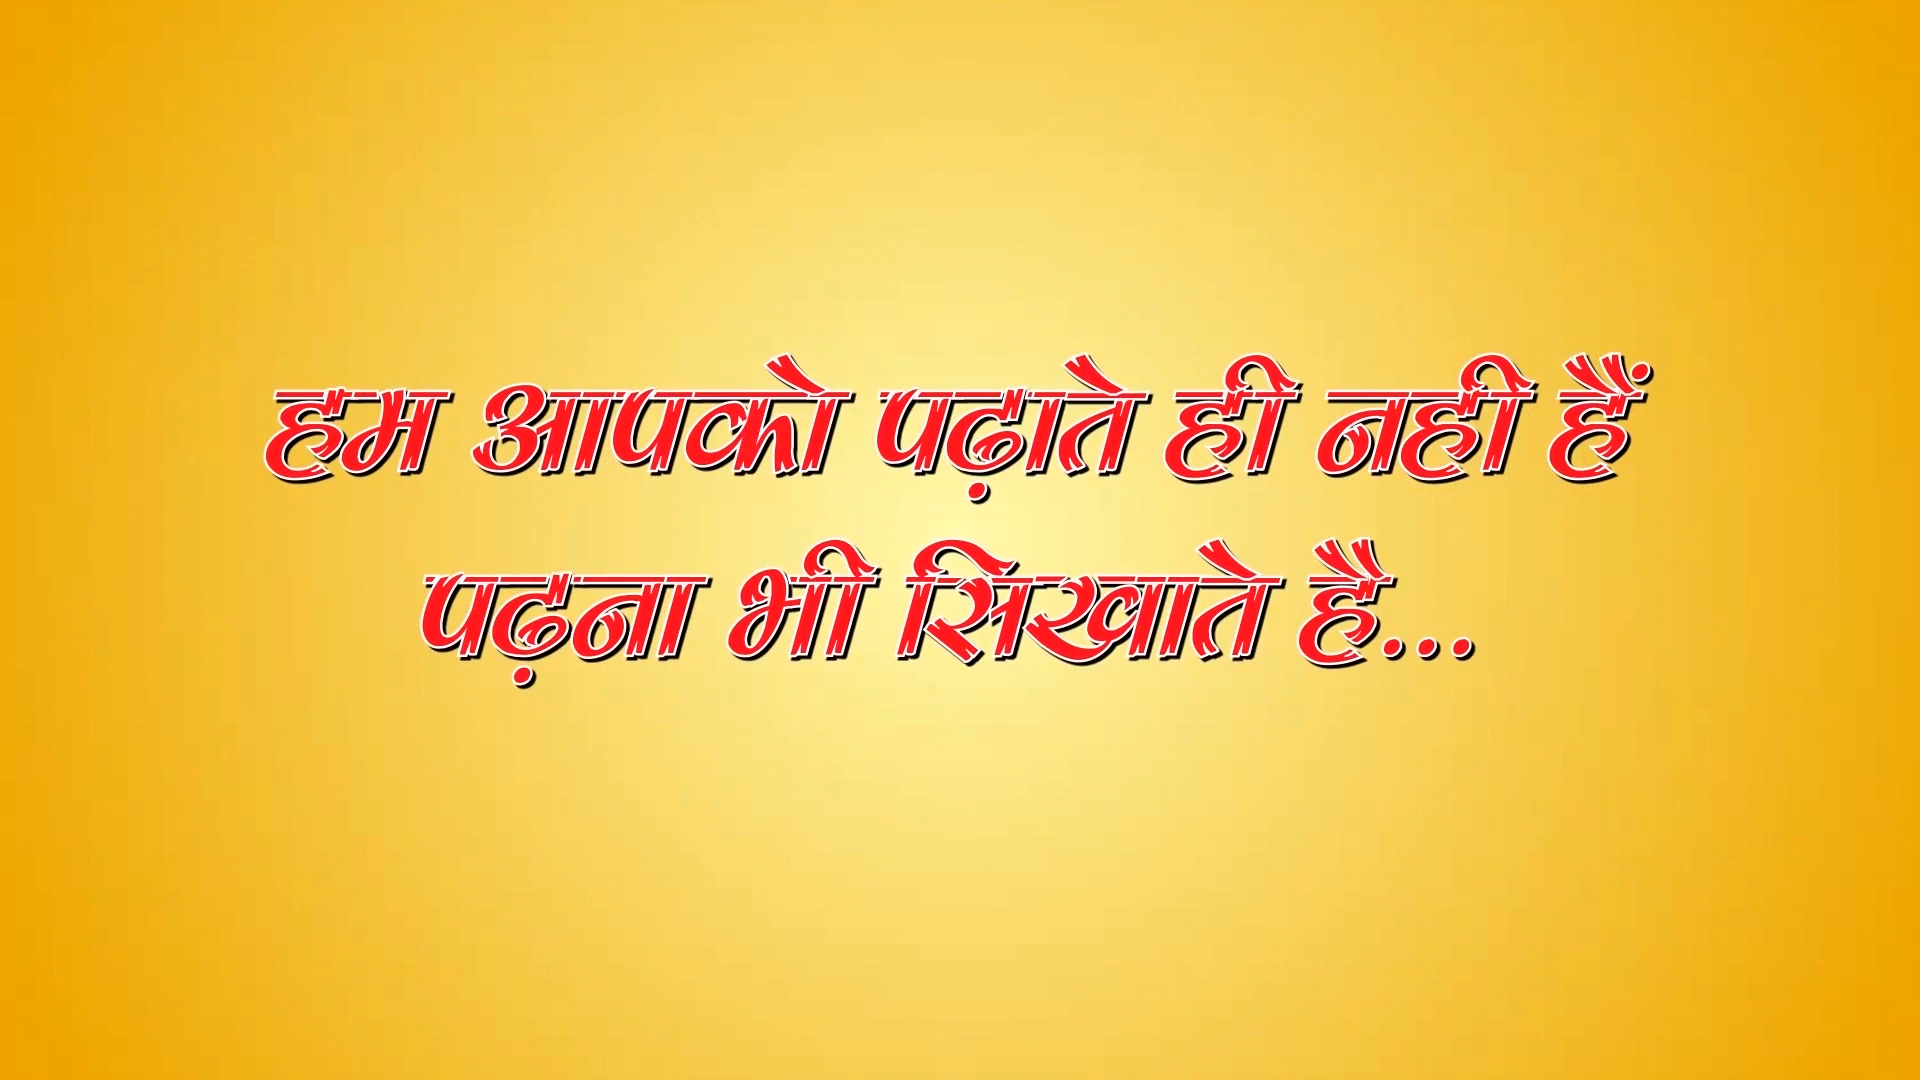 हम आपको पढ़ाते ही नही हैं
पढ़ना भी सिखाते है...